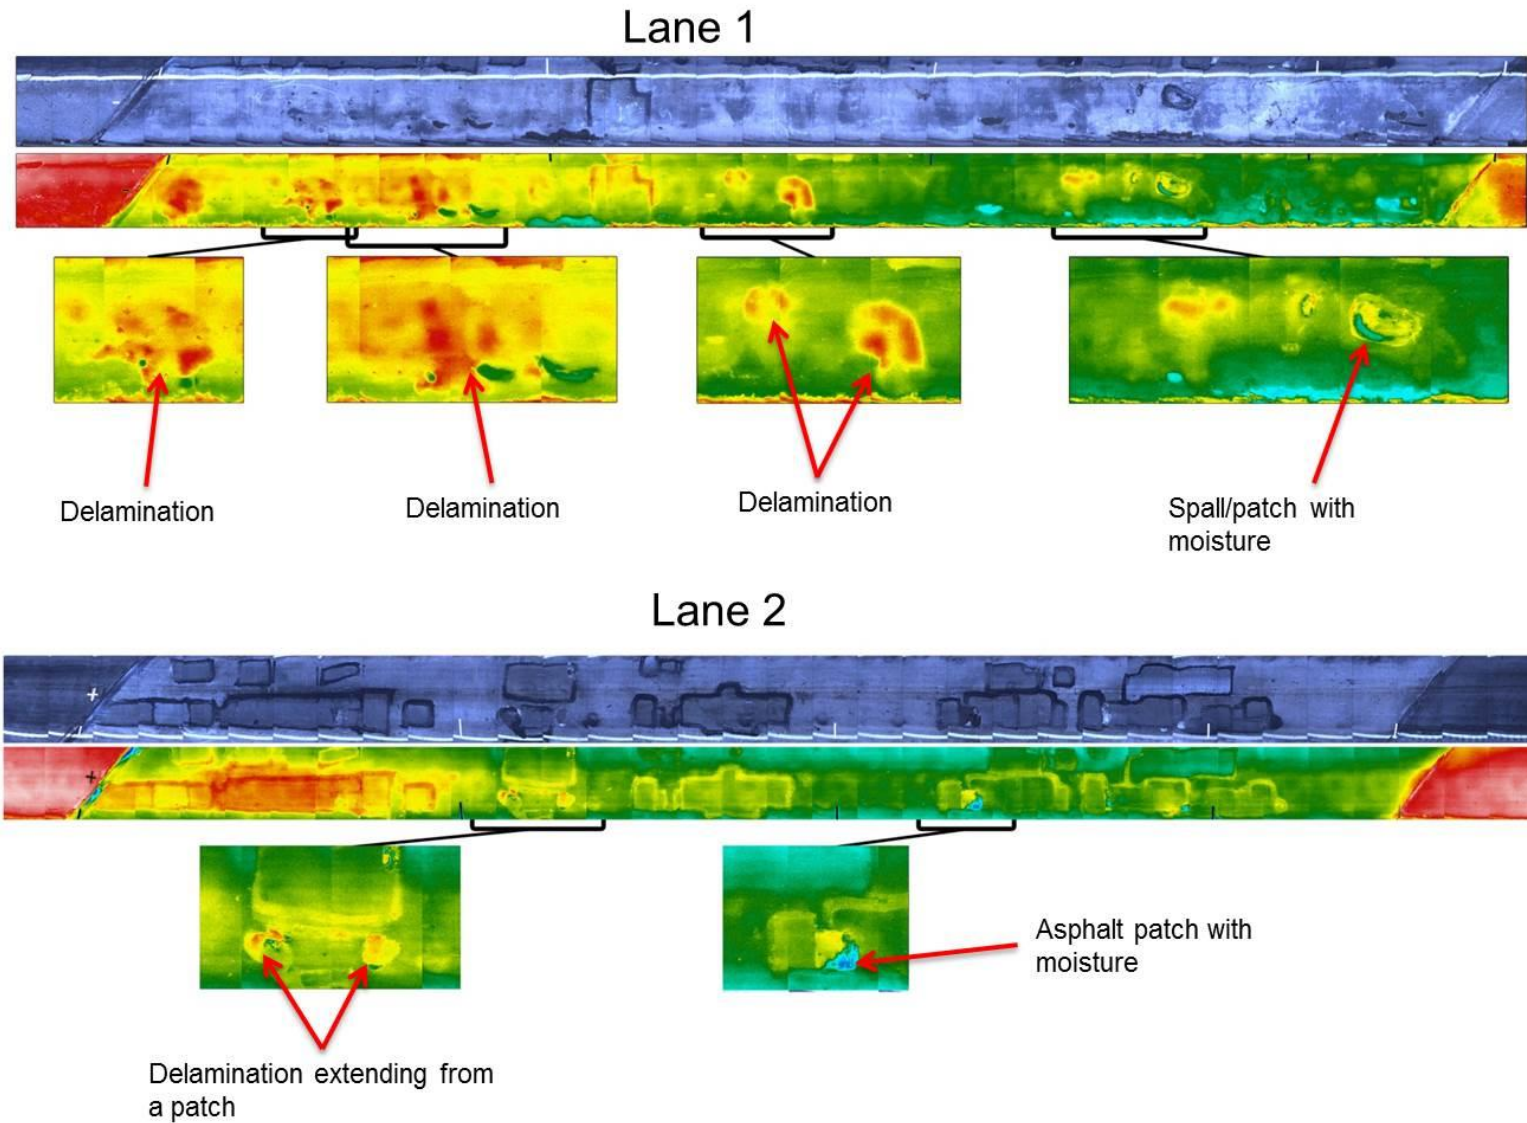 Lane 1
Delamination
Delamination
Delamination
Spall/patch with
moisture
Lane 2
Asphalt patch with
moisture
Delamination extending from
a patch